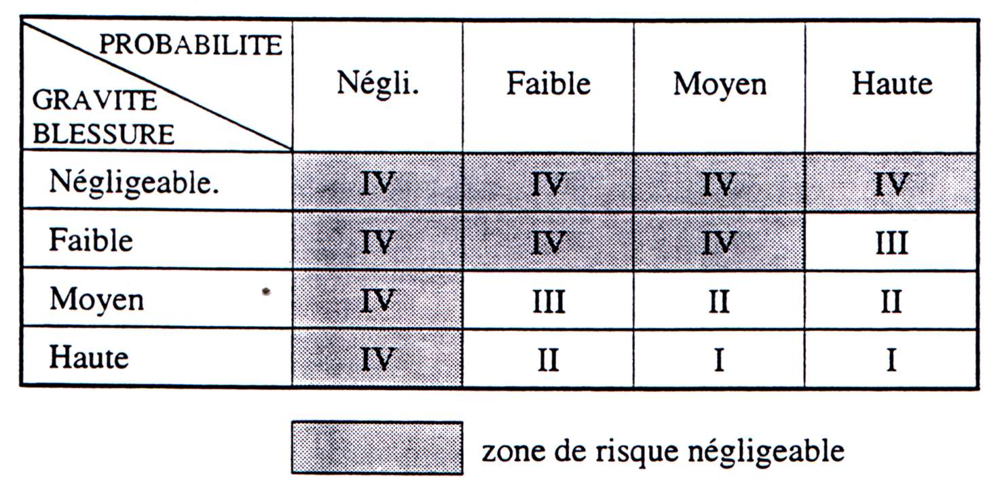 PROBABILITE
GRAVITE
BLESSURE
Négli. Faible Moyen Haute
Négligeable. IV IV IV IV
Faible IV IV IV III
Moyen IV III II II
Haute IV II I I
zone de risque négligeable